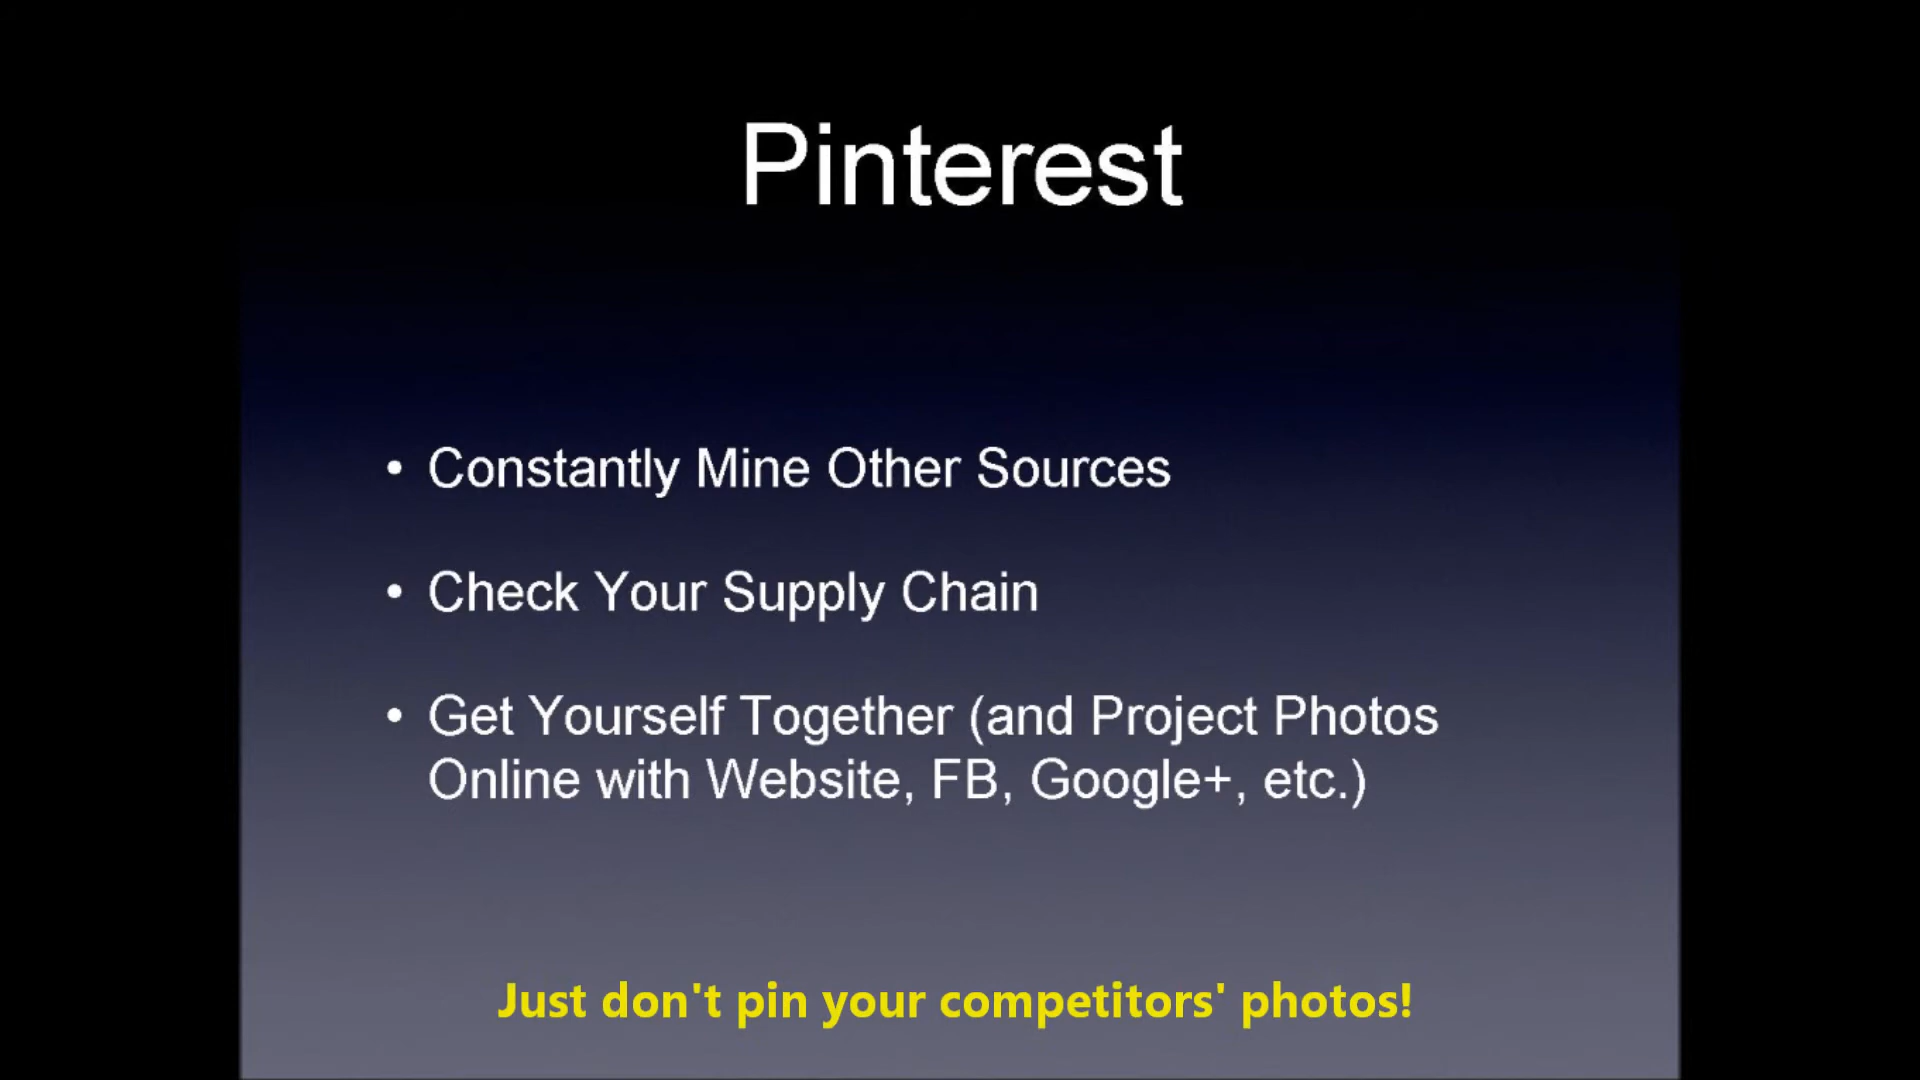 Pinterest
• Constantly Mine Other Sources
• Check Your Supply Chain
• Get Yourself Together (and Project Photos
Online with Website, FB, Google+, etc.)
Just don't pin your competitors' photos!